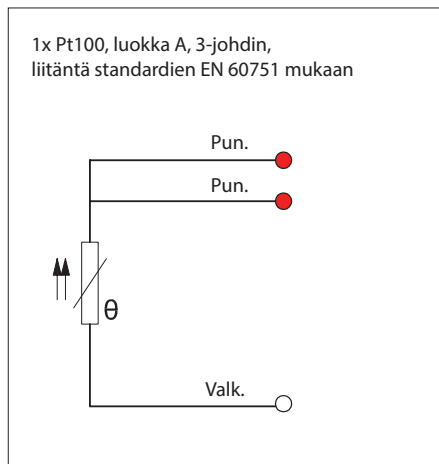 1x Pt100, luokka A, 3-johdin,
liitäntä standardien EN 60751 mukaan
Pun.
Pun.
θ
Valk.